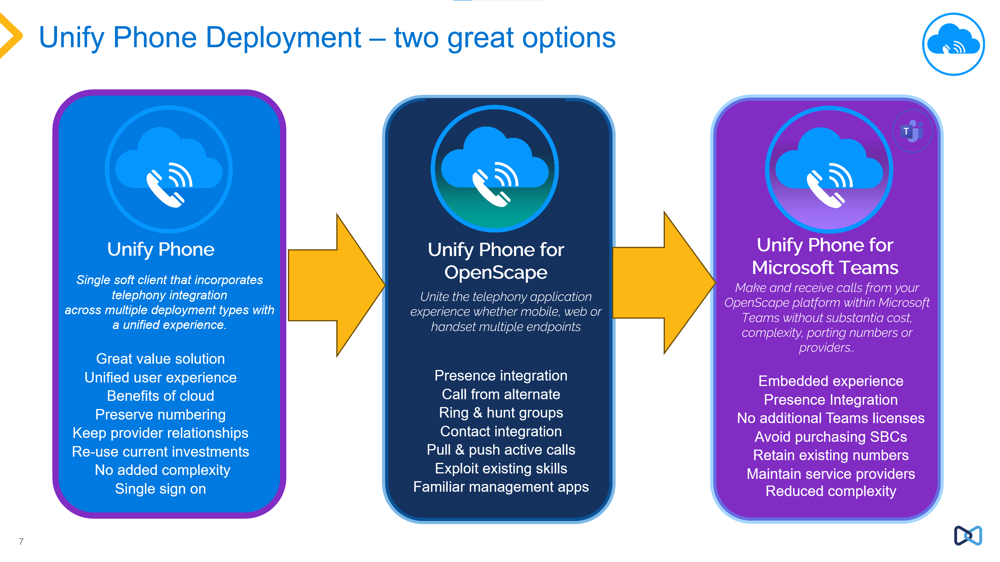 Unify Phone Deployment – two great options
Unify Phone
Single soft client that incorporates
telephony integration
across multiple deployment types with
a unified experience.
Great value solution
Unified user experience
Benefits of cloud
Preserve numbering
Keep provider relationships
Re-use current investments
No added complexity
Single sign on
Unify Phone for
OpenScape
Unite the telephony application
experience whether mobile, web or
handset multiple endpoints
Presence integration
Call from alternate
Ring & hunt groups
Contact integration
Pull & push active calls
Exploit existing skills
Familiar management apps
T
Unify Phone for
Microsoft Teams
Make and receive calls from your
OpenScape platform within Microsoft
Teams without substantia cost,
complexity, porting numbers or
providers..
Embedded experience
Presence Integration
No additional Teams licenses
Avoid purchasing SBCs
Retain existing numbers
Maintain service providers
Reduced complexity
7